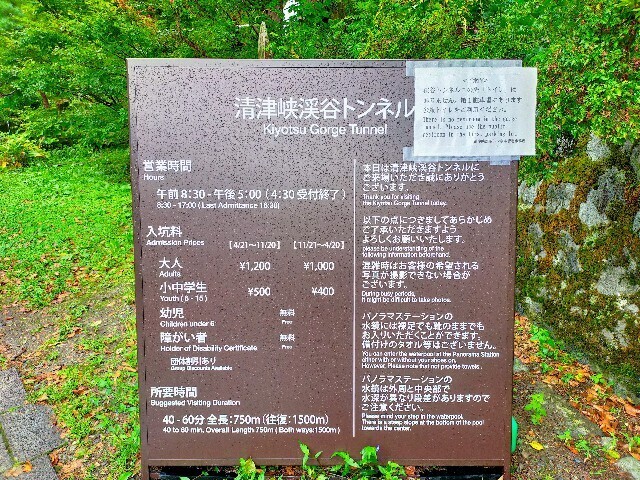 清津峡渓谷トンネル
Kiyotsu Gorge Tunnel
営業時間
Hours
午前8:30-午後5:00(4:30受付終了)
8:30 - 17:00 (Last Admittance 16:30)
入坑料
Admission Prices
[4/21〜11/20]
【11/21〜4/20】
大人
Adults
¥1,200
¥1,000
小中学生
Youth (6 - 15)
¥500
¥400
幼児
Children under 6
無料
Free
障がい者
Holder of Disability Certificate
無料
Free
団体割引あり
Group Discounts Available
所要時間
Suggested Visiting Duration
40-60分 全長:750m(往復:1500m)
40 to 60 min. Overall Length 750m ( Both ways:1500m)
本日は清津峡渓谷トンネルに
ご来場いただき誠にありがとう
ございます。
Thank you for visiting
the Kiyotsu Gorge Tunnel today.
以下の点につきましてあらかじめ
ご了承いただきますよう
よろしくお願いいたします。
please be understanding of the
following information beforehand.
混雑時はお客様の希望される
写真が撮影できない場合が
ございます。
During busy periods,
it might be difficult to take photos.
パノラマステーションの
水鏡には裸足でも靴のままでも
お入りいただくことができます。
備付けのタオル等はございません。
You can enter the waterpool at the Panorama Station
either with or without your shoes on.
However, Please note that not provide towels.
パノラマステーションの
水鏡は外周と中央部で
水深が異なり段差がありますので
ご注意ください。
Please mind your step in the waterpool.
There is a steep slope at the bottom of the pool
towards the center.
There is no restroom in the
Please use the
restroom in the first parking lot.